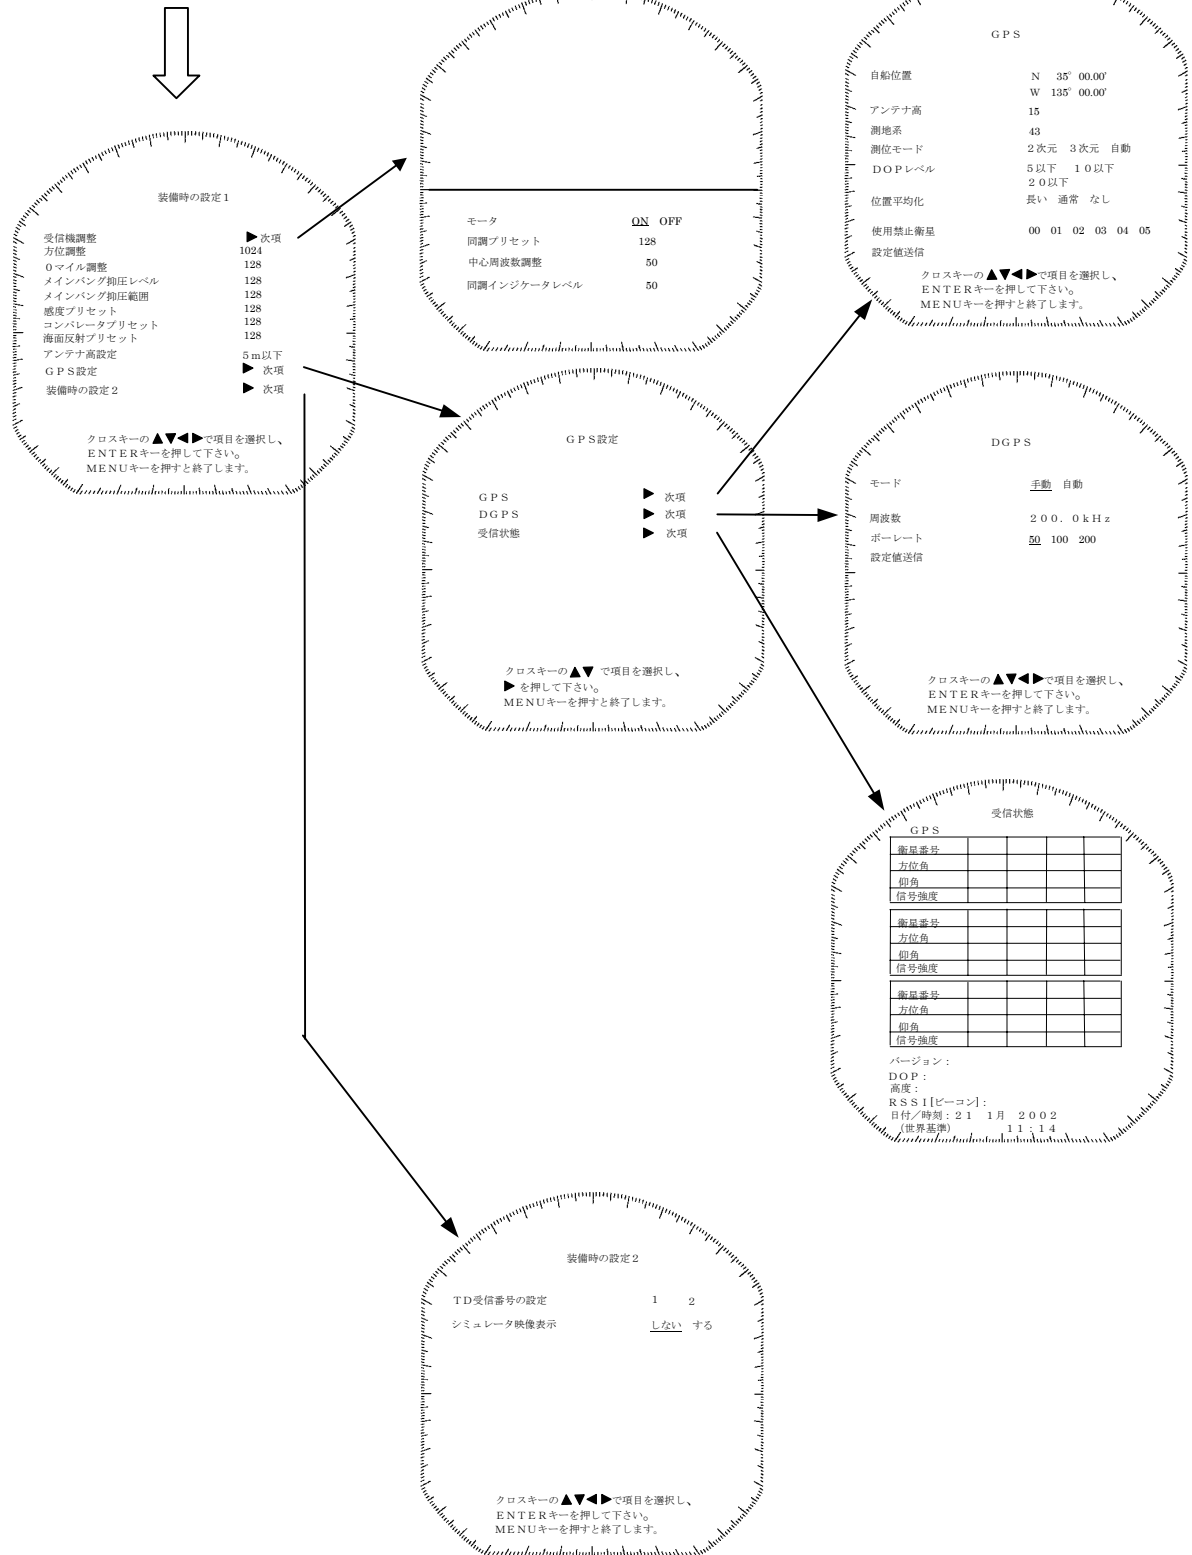 装備時の設定１
受信機調整 ▶次項
方位調整 1024
０マイル調整 128
メインバング抑圧レベル 128
メインバング抑圧範囲 128
感度プリセット 128
コンバレータプリセット 128
海面反射プリセット 128
アンテナ高設定 ５ｍ以下
ＧＰＳ設定 ▶ 次項
装備時の設定２ ▶ 次項
クロスキーの▲▼◀▶で項目を選択し、
ＥＮＴＥＲキーを押して下さい。
ＭＥＮＵキーを押すと終了します。
モータ ON OFF
同調プリセット 128
中心周波数調整 50
同調インジケータレベル 50
ＧＰＳ
自船位置 N 35° 00.00'
W 135° 00.00'
アンテナ高 15
測地系 43
測位モード ２次元 ３次元 自動
ＤＯＰレベル ５以下 １０以下
２０以下
位置平均化 長い 通常 なし
使用禁止衛星 00 01 02 03 04 05
設定値送信
クロスキーの▲▼◀▶で項目を選択し、
ＥＮＴＥＲキーを押して下さい。
ＭＥＮＵキーを押すと終了します。
ＧＰＳ設定
ＧＰＳ ▶ 次項
ＤＧＰＳ ▶ 次項
受信状態 ▶ 次項
クロスキーの▲▼ で項目を選択し、
▶ を押して下さい。
ＭＥＮＵキーを押すと終了します。
ＤＧＰＳ
モード 手動 自動
周波数 ２００．０ｋＨｚ
ボーレート 50 100 200
設定値送信
クロスキーの▲▼◀▶で項目を選択し、
ＥＮＴＥＲキーを押して下さい。
ＭＥＮＵキーを押すと終了します。
受信状態
ＧＰＳ
衛星番号
方位角
仰角
信号強度
衛星番号
方位角
仰角
信号強度
衛星番号
方位角
仰角
信号強度
バージョン：
ＤＯＰ：
高度：
ＲＳＳＩ[ビーコン]：
日付／時刻：２１ １月 ２００２
（世界基準） １１：１４
装備時の設定２
ＴＤ受信番号の設定 1 2
シミュレータ映像表示 しない する
クロスキーの▲▼◀▶で項目を選択し、
ＥＮＴＥＲキーを押して下さい。
ＭＥＮＵキーを押すと終了します。